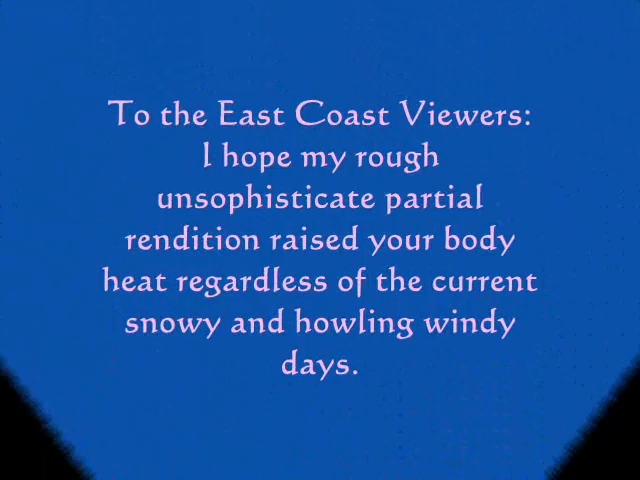 To the East Coast Viewers:
I hope my rough
unsophisticate partial
rendition raised your body
heat regardless of the current
snowy and howling windy
days.